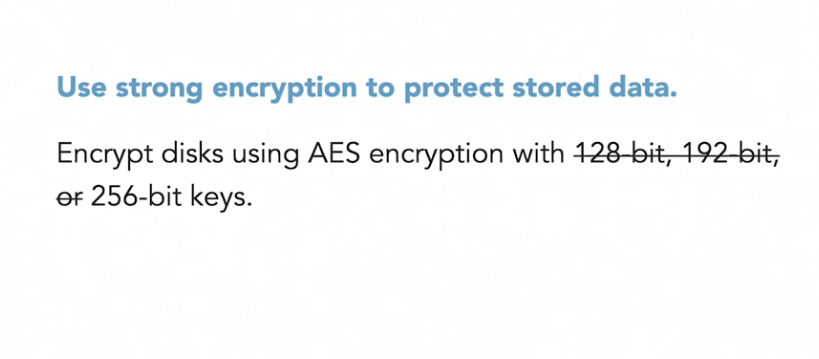 Use strong encryption to protect stored data.
Encrypt disks using AES encryption with 128-bit, 192-bit,
or 256-bit keys.